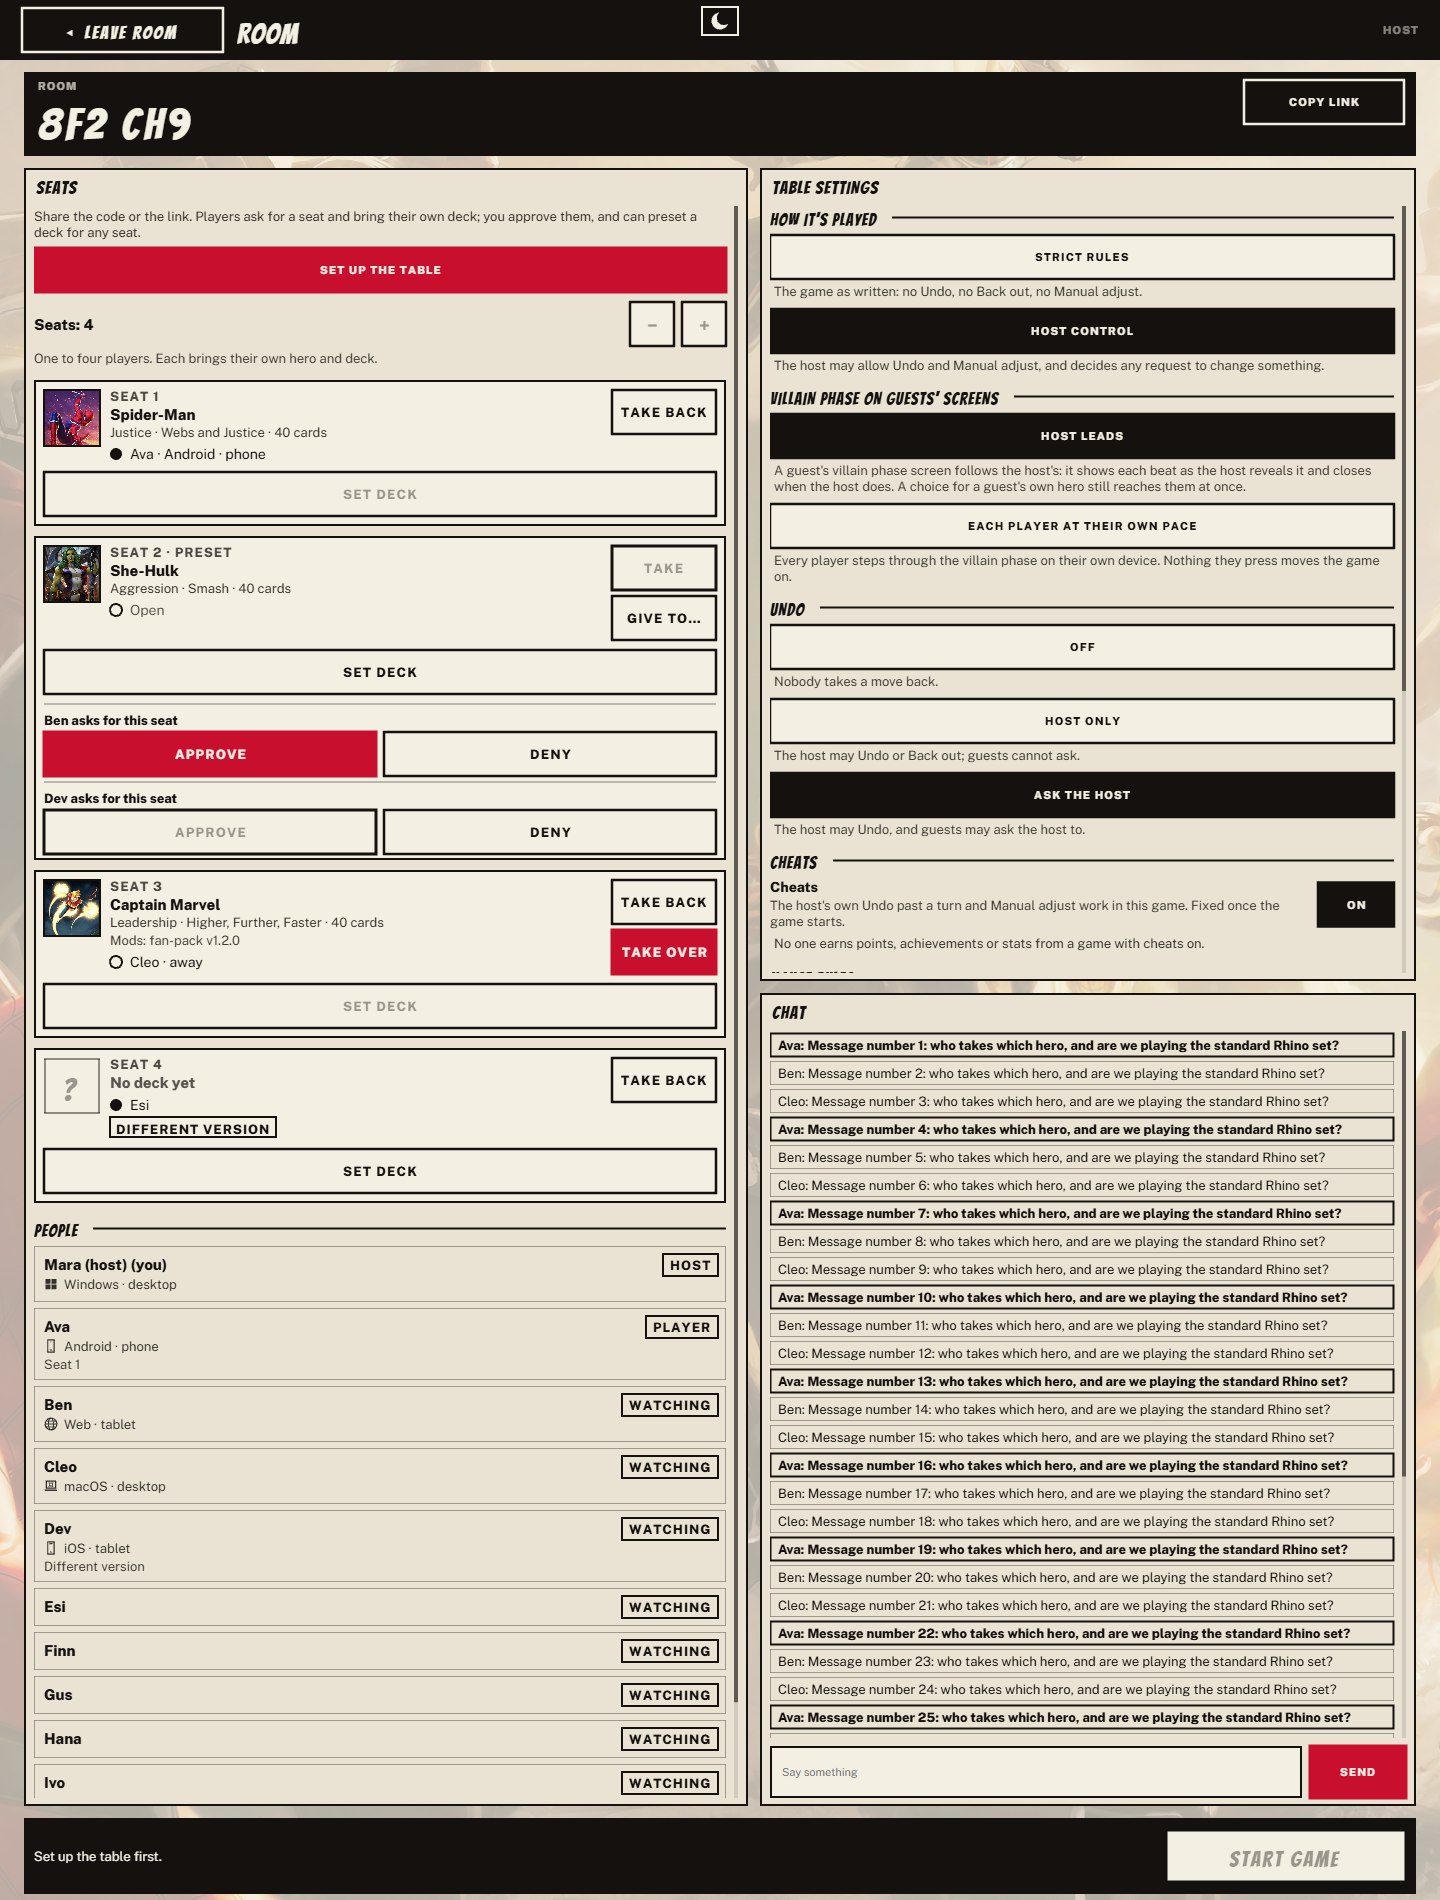 ◂ LEAVE ROOM
ROOM
HOST
ROOM
8F2 CH9
COPY LINK
SEATS
Share the code or the link. Players ask for a seat and bring their own deck; you approve them, and can preset a
deck for any seat.
SET UP THE TABLE
Seats: 4
−
+
One to four players. Each brings their own hero and deck.
SEAT 1
Spider-Man
Justice · Webs and Justice · 40 cards
Ava · Android · phone
TAKE BACK
SET DECK
SEAT 2 · PRESET
She-Hulk
Aggression · Smash · 40 cards
Open
TAKE
GIVE TO...
SET DECK
Ben asks for this seat
APPROVE
DENY
Dev asks for this seat
APPROVE
DENY
SEAT 3
Captain Marvel
Leadership · Higher, Further, Faster · 40 cards
Mods: fan-pack v1.2.0
Cleo · away
TAKE BACK
TAKE OVER
SET DECK
?
SEAT 4
No deck yet
Esi
DIFFERENT VERSION
TAKE BACK
SET DECK
PEOPLE
Mara (host) (you)
Windows · desktop
HOST
Ava
Android · phone
Seat 1
PLAYER
Ben
Web · tablet
WATCHING
Cleo
macOS · desktop
WATCHING
Dev
iOS · tablet
Different version
WATCHING
Esi
WATCHING
Finn
WATCHING
Gus
WATCHING
Hana
WATCHING
Ivo
WATCHING
TABLE SETTINGS
HOW IT'S PLAYED
STRICT RULES
The game as written: no Undo, no Back out, no Manual adjust.
HOST CONTROL
The host may allow Undo and Manual adjust, and decides any request to change something.
VILLAIN PHASE ON GUESTS' SCREENS
HOST LEADS
A guest's villain phase screen follows the host's: it shows each beat as the host reveals it and closes
when the host does. A choice for a guest's own hero still reaches them at once.
EACH PLAYER AT THEIR OWN PACE
Every player steps through the villain phase on their own device. Nothing they press moves the game
on.
UNDO
OFF
Nobody takes a move back.
HOST ONLY
The host may Undo or Back out; guests cannot ask.
ASK THE HOST
The host may Undo, and guests may ask the host to.
CHEATS
Cheats
The host's own Undo past a turn and Manual adjust work in this game. Fixed once the
game starts.
ON
No one earns points, achievements or stats from a game with cheats on.
CHAT
Ava: Message number 1: who takes which hero, and are we playing the standard Rhino set?
Ben: Message number 2: who takes which hero, and are we playing the standard Rhino set?
Cleo: Message number 3: who takes which hero, and are we playing the standard Rhino set?
Ava: Message number 4: who takes which hero, and are we playing the standard Rhino set?
Ben: Message number 5: who takes which hero, and are we playing the standard Rhino set?
Cleo: Message number 6: who takes which hero, and are we playing the standard Rhino set?
Ava: Message number 7: who takes which hero, and are we playing the standard Rhino set?
Ben: Message number 8: who takes which hero, and are we playing the standard Rhino set?
Cleo: Message number 9: who takes which hero, and are we playing the standard Rhino set?
Ava: Message number 10: who takes which hero, and are we playing the standard Rhino set?
Ben: Message number 11: who takes which hero, and are we playing the standard Rhino set?
Cleo: Message number 12: who takes which hero, and are we playing the standard Rhino set?
Ava: Message number 13: who takes which hero, and are we playing the standard Rhino set?
Ben: Message number 14: who takes which hero, and are we playing the standard Rhino set?
Cleo: Message number 15: who takes which hero, and are we playing the standard Rhino set?
Ava: Message number 16: who takes which hero, and are we playing the standard Rhino set?
Ben: Message number 17: who takes which hero, and are we playing the standard Rhino set?
Cleo: Message number 18: who takes which hero, and are we playing the standard Rhino set?
Ava: Message number 19: who takes which hero, and are we playing the standard Rhino set?
Ben: Message number 20: who takes which hero, and are we playing the standard Rhino set?
Cleo: Message number 21: who takes which hero, and are we playing the standard Rhino set?
Ava: Message number 22: who takes which hero, and are we playing the standard Rhino set?
Ben: Message number 23: who takes which hero, and are we playing the standard Rhino set?
Cleo: Message number 24: who takes which hero, and are we playing the standard Rhino set?
Ava: Message number 25: who takes which hero, and are we playing the standard Rhino set?
Say something
SEND
Set up the table first.
START GAME